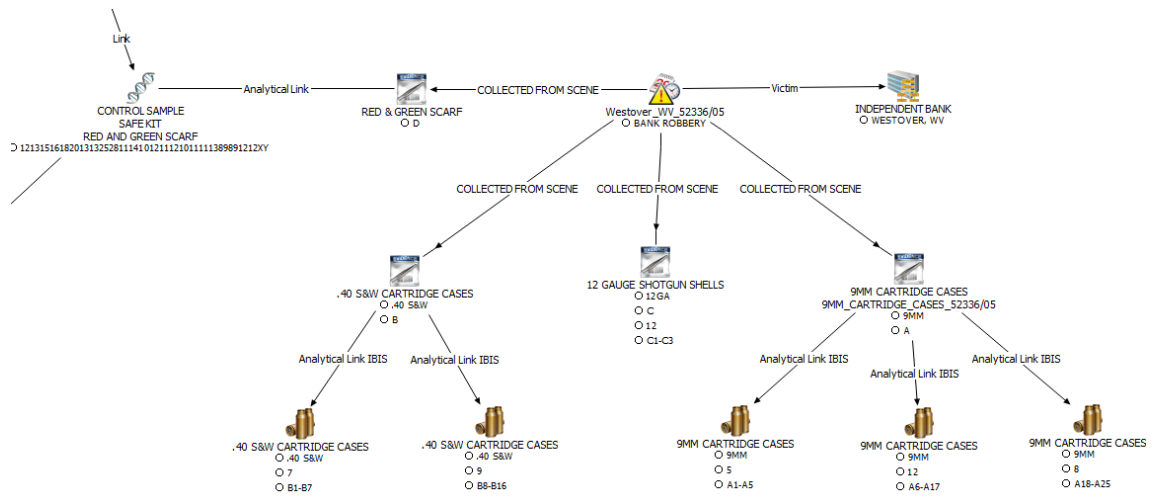 Link
Analytical Link
COLLECTED FROM SCENE
Victim
CONTROL SAMPLE
SAFE KIT
RED AND GREEN SCARF
1213151618201313252811141012111210111113898912​12XY
RED & GREEN SCARF
D
Westover_WV_52336/05
BANK ROBBERY
INDEPENDENT BANK
WESTOVER, WV
COLLECTED FROM SCENE
COLLECTED FROM SCENE
COLLECTED FROM SCENE
.40 S&W CARTRIDGE CASES
.40 S&W
B
12 GAUGE SHOTGUN SHELLS
12GA
C
12
C1-C3
9MM CARTRIDGE CASES
9MM_CARTRIDGE_CASES_52336/05
9MM
A
Analytical Link IBIS
Analytical Link IBIS
Analytical Link IBIS
Analytical Link IBIS
Analytical Link IBIS
.40 S&W CARTRIDGE CASES
.40 S&W
7
B1-B7
.40 S&W CARTRIDGE CASES
.40 S&W
9
B8-B16
9MM CARTRIDGE CASES
9MM
5
A1-A5
9MM CARTRIDGE CASES
9MM
12
A6-A17
9MM CARTRIDGE CASES
9MM
8
A18-A25